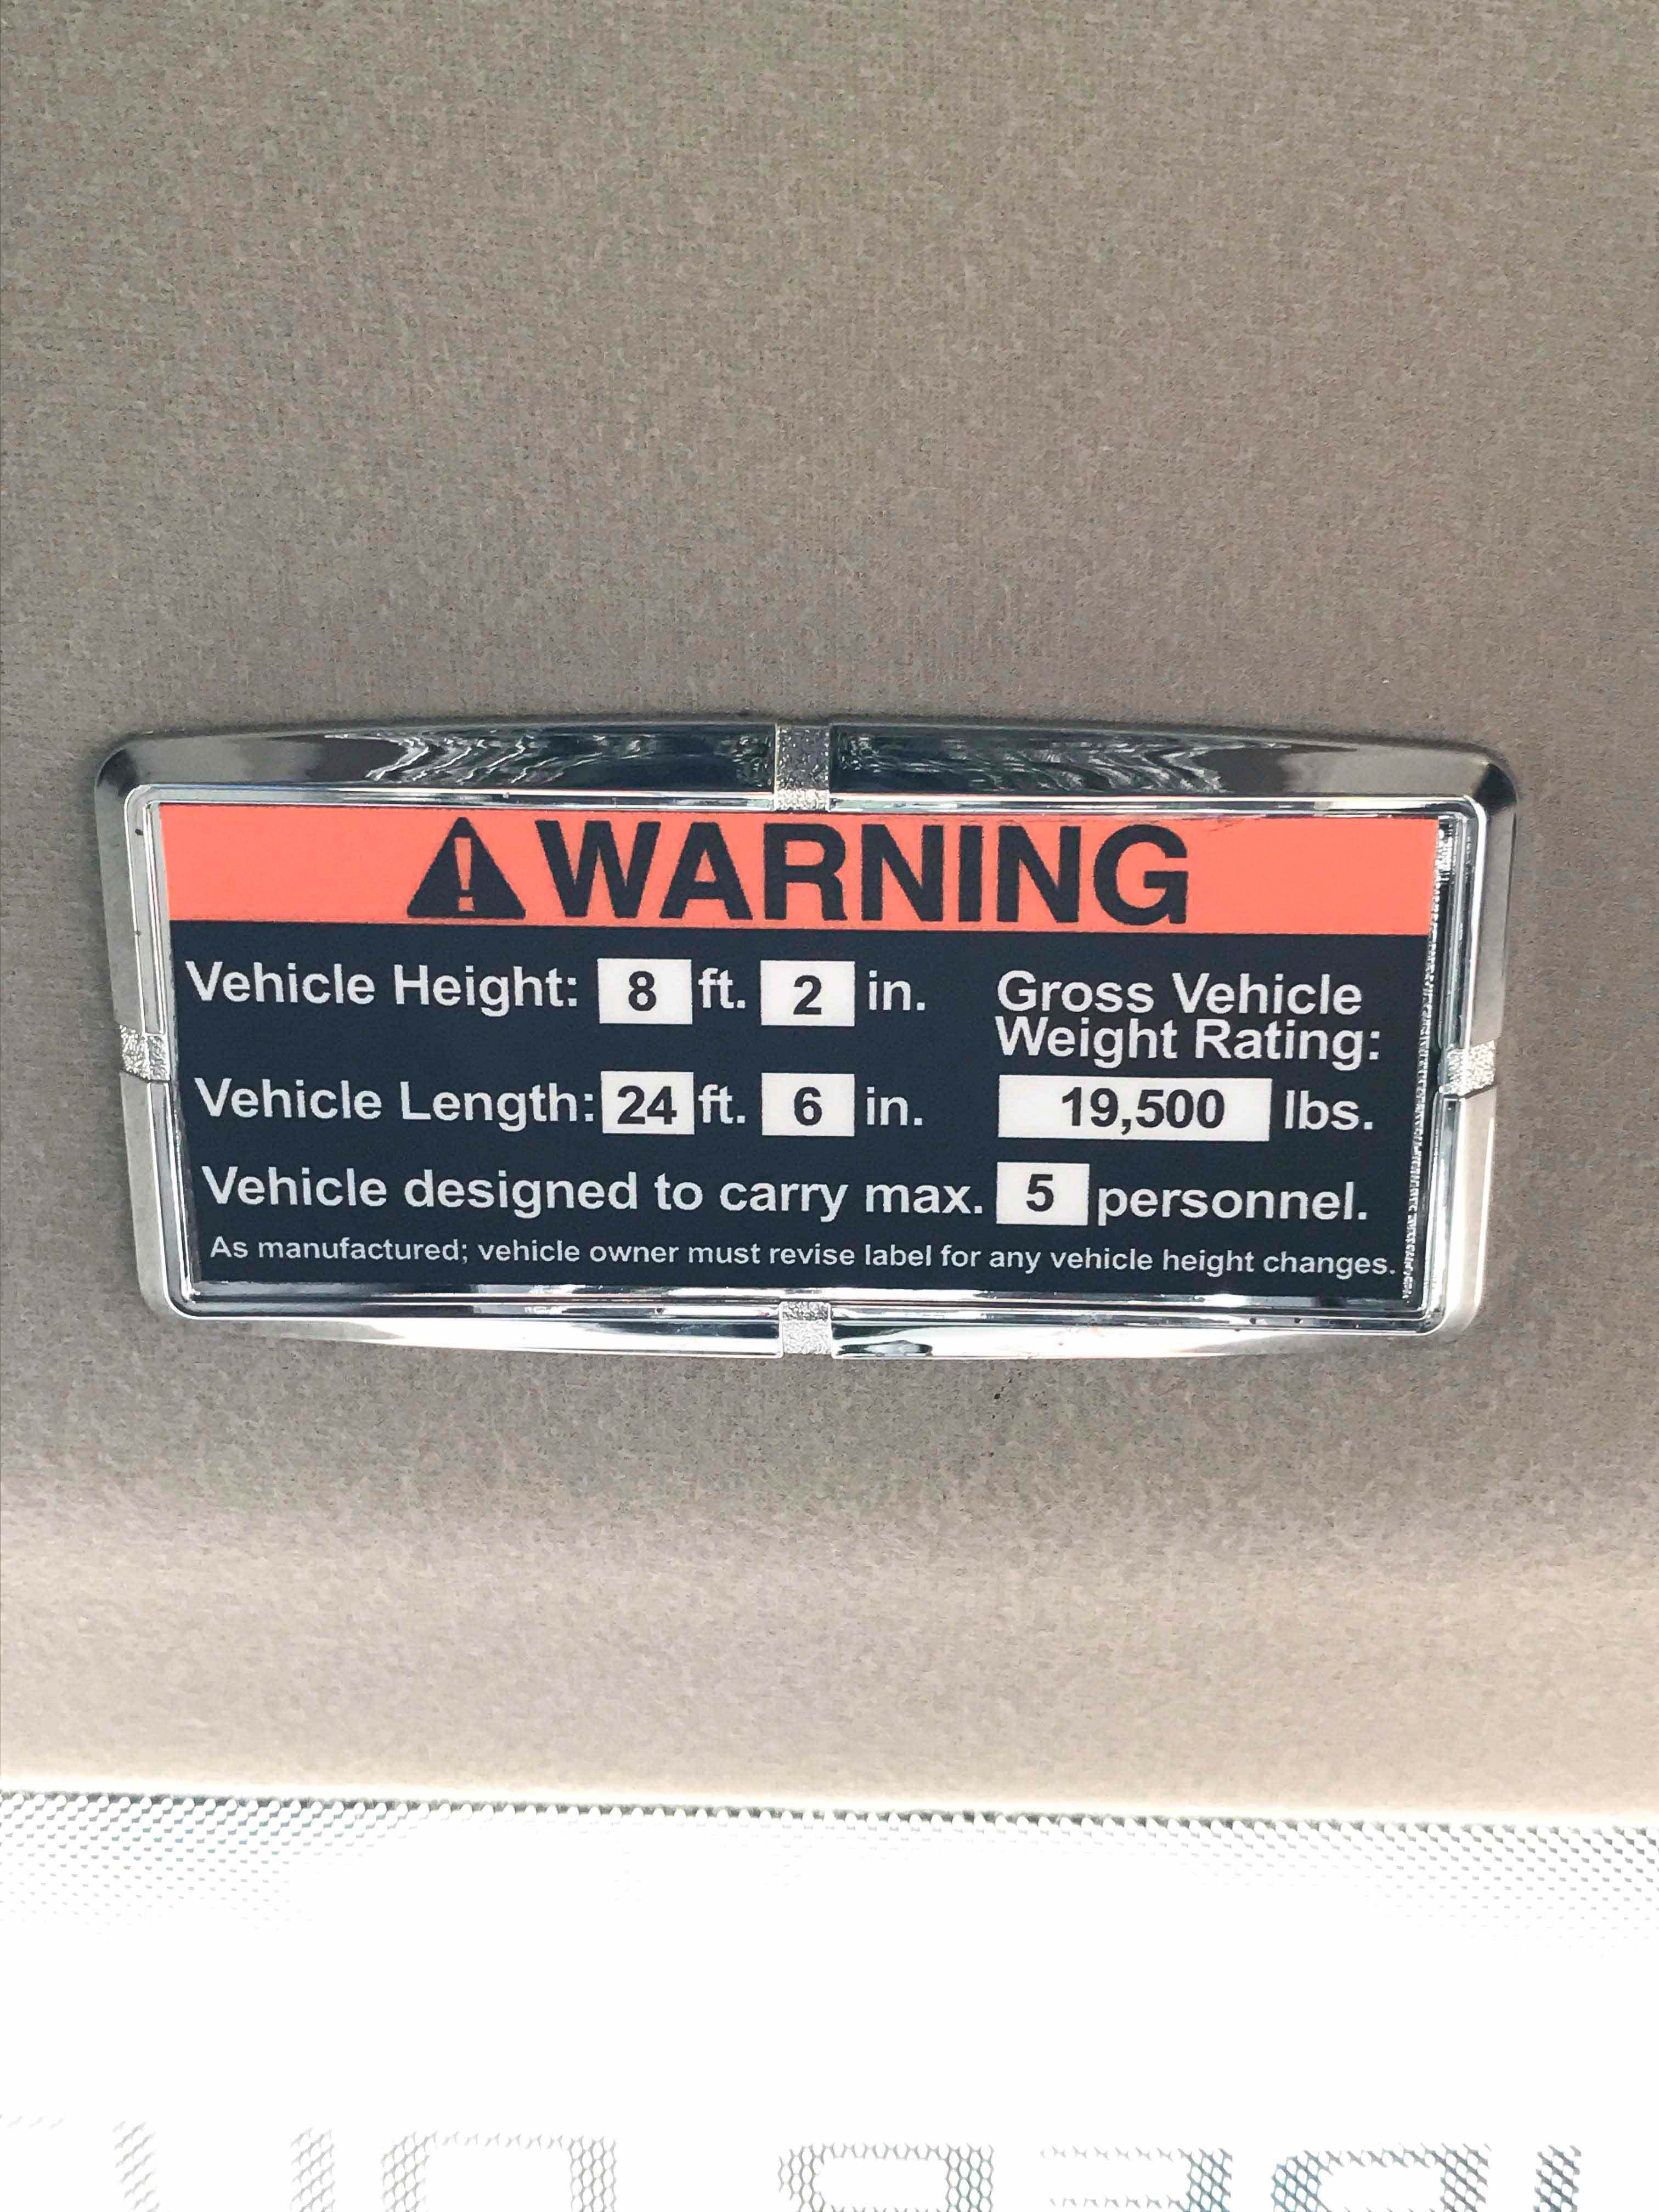 WARNING
Vehicle Height: 8 ft. 2 in.
Gross Vehicle
Weight Rating:
Vehicle Length: 24 ft. 6 in.
19,500 lbs.
Vehicle designed to carry max. 5 personnel.
As manufactured; vehicle owner must revise label for any vehicle height changes.